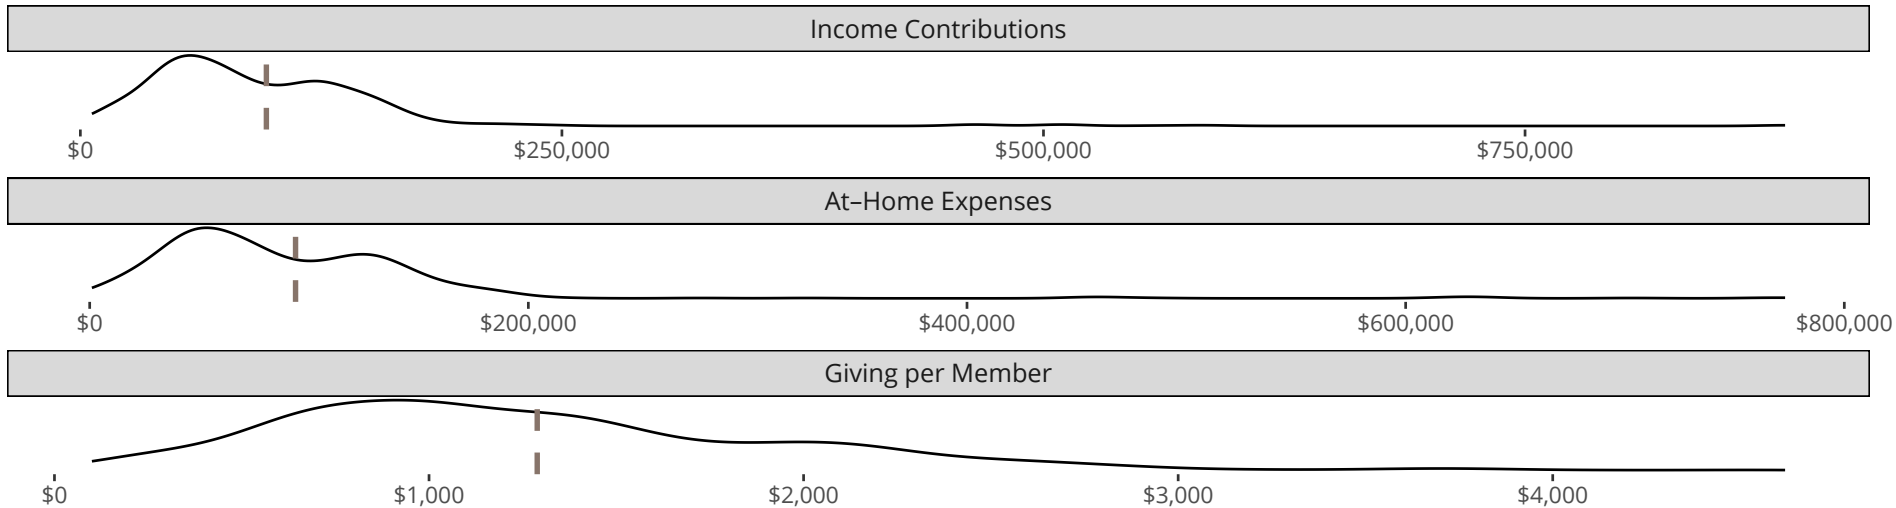 Income Contributions
$0 $250,000 $500,000 $750,000
At–Home Expenses
$0 $200,000 $400,000 $600,000 $800,000
Giving per Member
$0 $1,000 $2,000 $3,000 $4,000